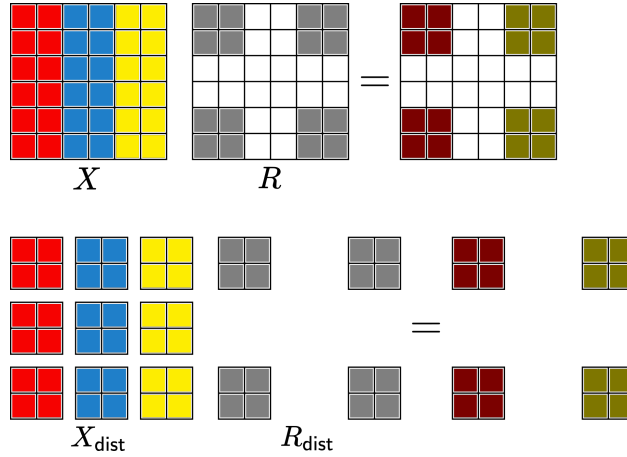 =
X R
=
X_dist R_dist